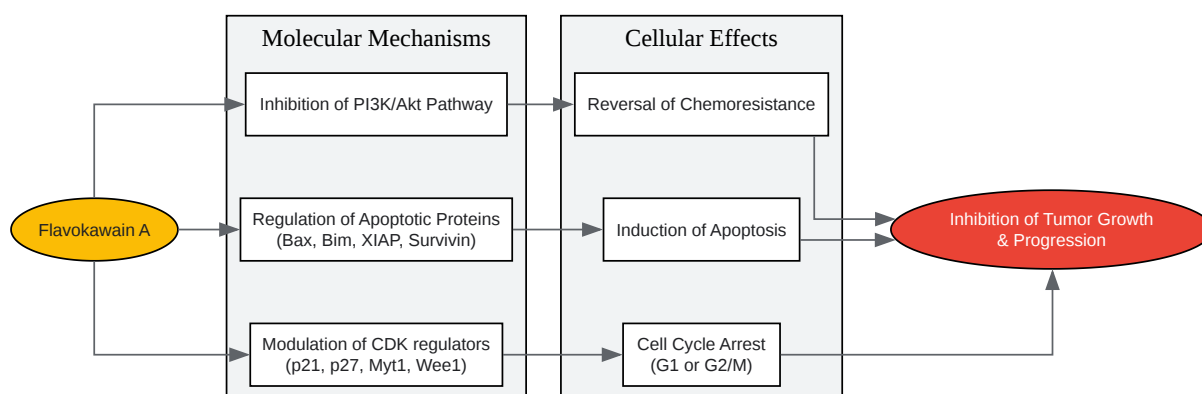 Molecular Mechanisms
Cellular Effects
Inhibition of PI3K/Akt Pathway
Reversal of Chemoresistance
Flavokawain A
Regulation of Apoptotic Proteins
(Bax, Bim, XIAP, Survivin)
Induction of Apoptosis
Inhibition of Tumor Growth
& Progression
Modulation of CDK regulators
(p21, p27, Myt1, Wee1)
Cell Cycle Arrest
(G1 or G2/M)